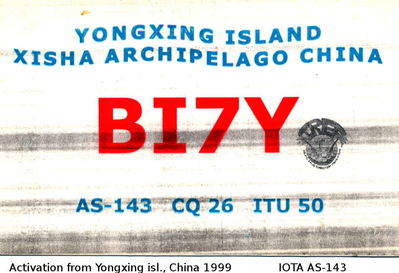 YONGXING ISLAND
XISHA ARCHIPELAGO CHINA
BI7Y
IREF
AS-143 CQ 26 ITU 50
Activation from Yongxing isl., China 1999 IOTA AS-143